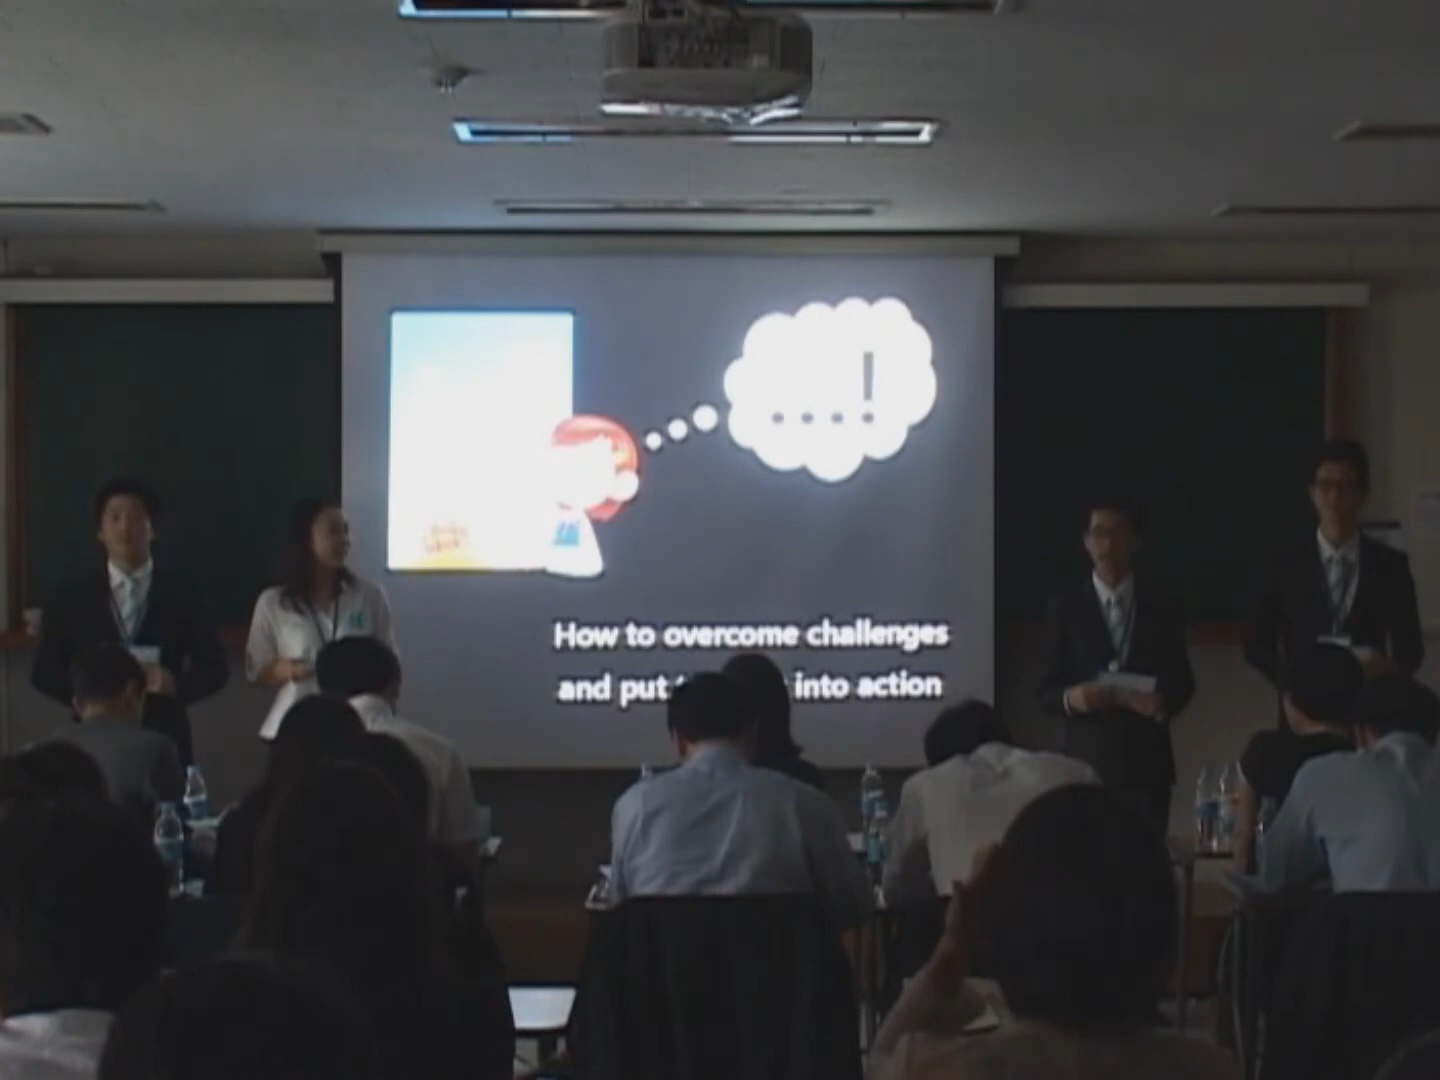 ....!
How to overcome challenges
and put into action